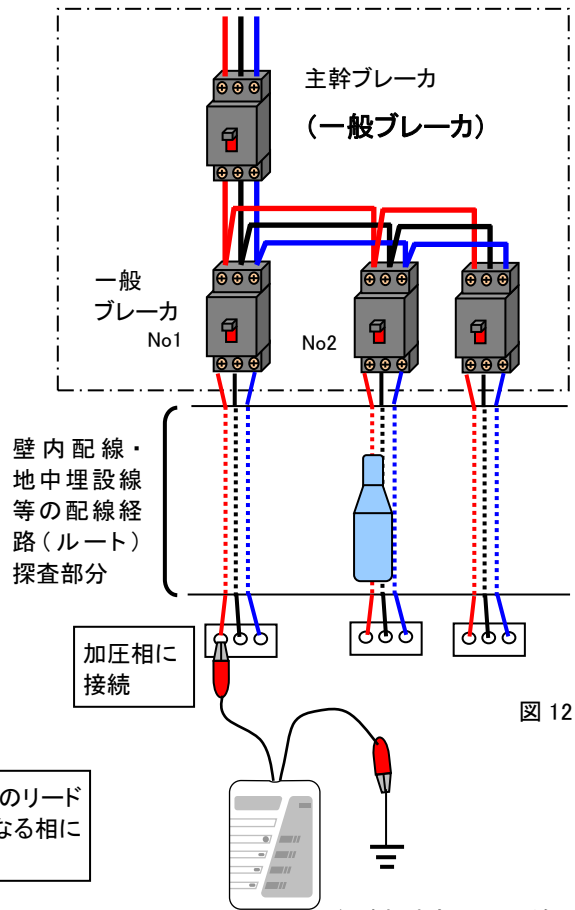 主幹ブレーカ
(一般ブレーカ)
一般
ブレーカ
No1
No2
壁内配線・
地中埋設線
等の配線経
路(ルート)
探査部分
加圧相に
接続
図 12
のリード
なる相に